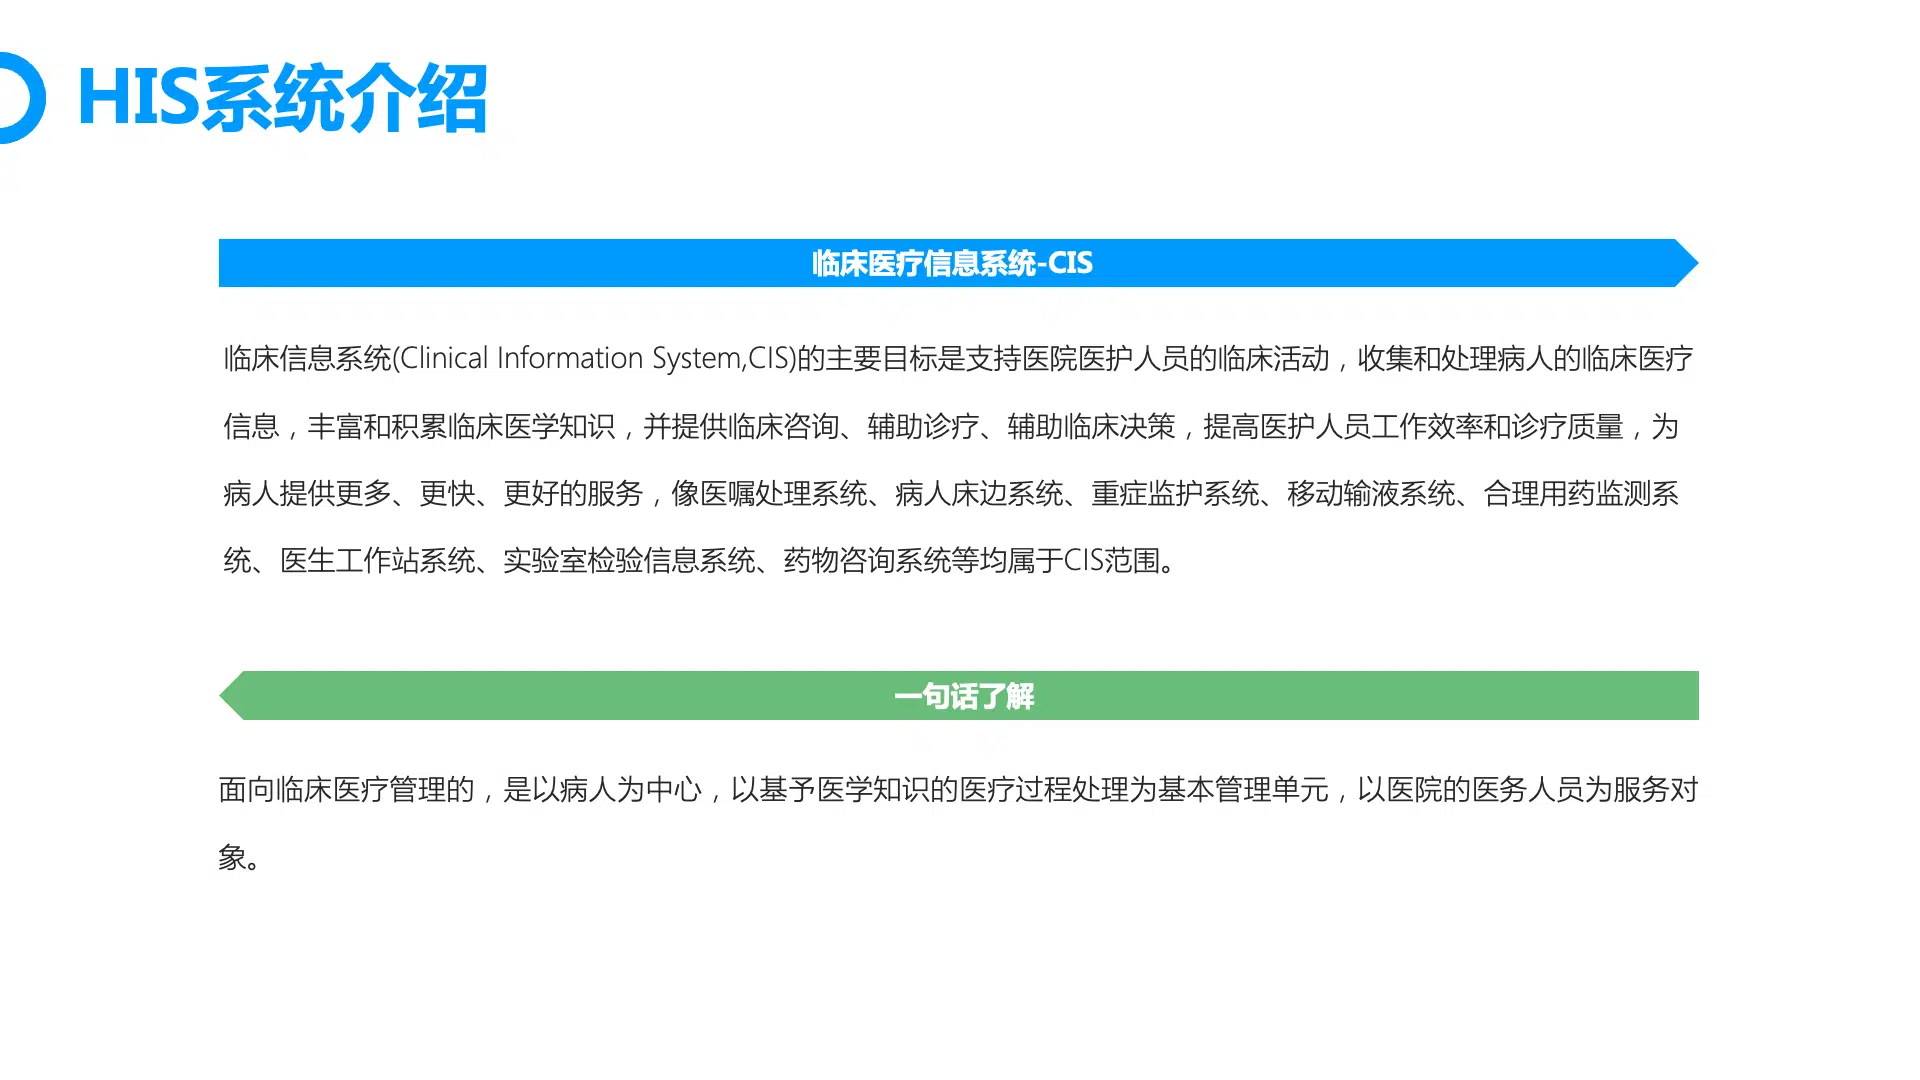 HIS系统介绍
临床医疗信息系统-CIS
临床信息系统(Clinical Information System,CIS)的主要目标是支持医院医护人员的临床活动，收集和处理病人的临床医疗
信息，丰富和积累临床医学知识，并提供临床咨询、辅助诊疗、辅助临床决策，提高医护人员工作效率和诊疗质量，为
病人提供更多、更快、更好的服务，像医嘱处理系统、病人床边系统、重症监护系统、移动输液系统、合理用药监测系
统、医生工作站系统、实验室检验信息系统、药物咨询系统等均属于CIS范围。
一句话了解
面向临床医疗管理的，是以病人为中心，以基予医学知识的医疗过程处理为基本管理单元，以医院的医务人员为服务对
象。